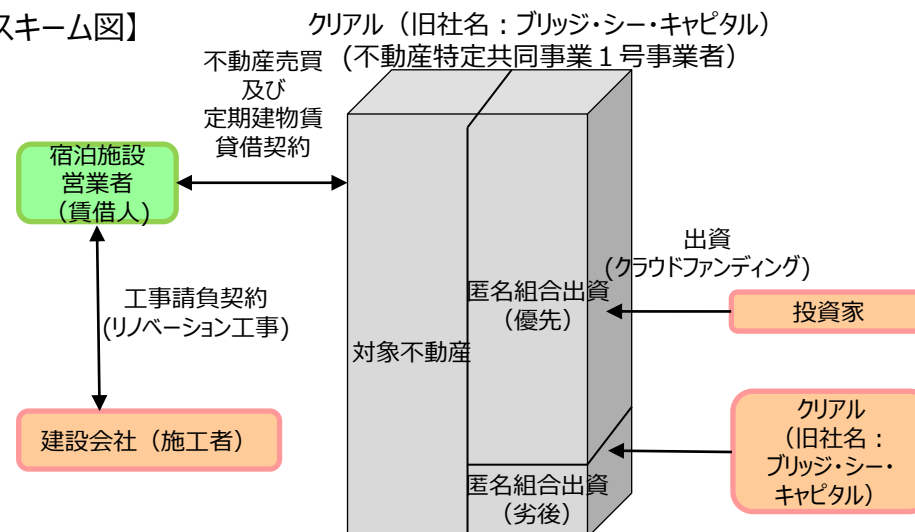 スキーム図】
クリアル（旧社名：ブリッジ・シー・キャピタル）
(不動産特定共同事業１号事業者）
不動産売買
及び
定期建物賃
貸借契約
宿泊施設
営業者
（賃借人)
工事請負契約
(リノベーション工事)
建設会社（施工者）
対象不動産
匿名組合出資
（優先）
匿名組合出資
（劣後）
出資
(クラウドファンディング)
投資家
クリアル
（旧社名：
ブリッジ・シー・
キャピタル）